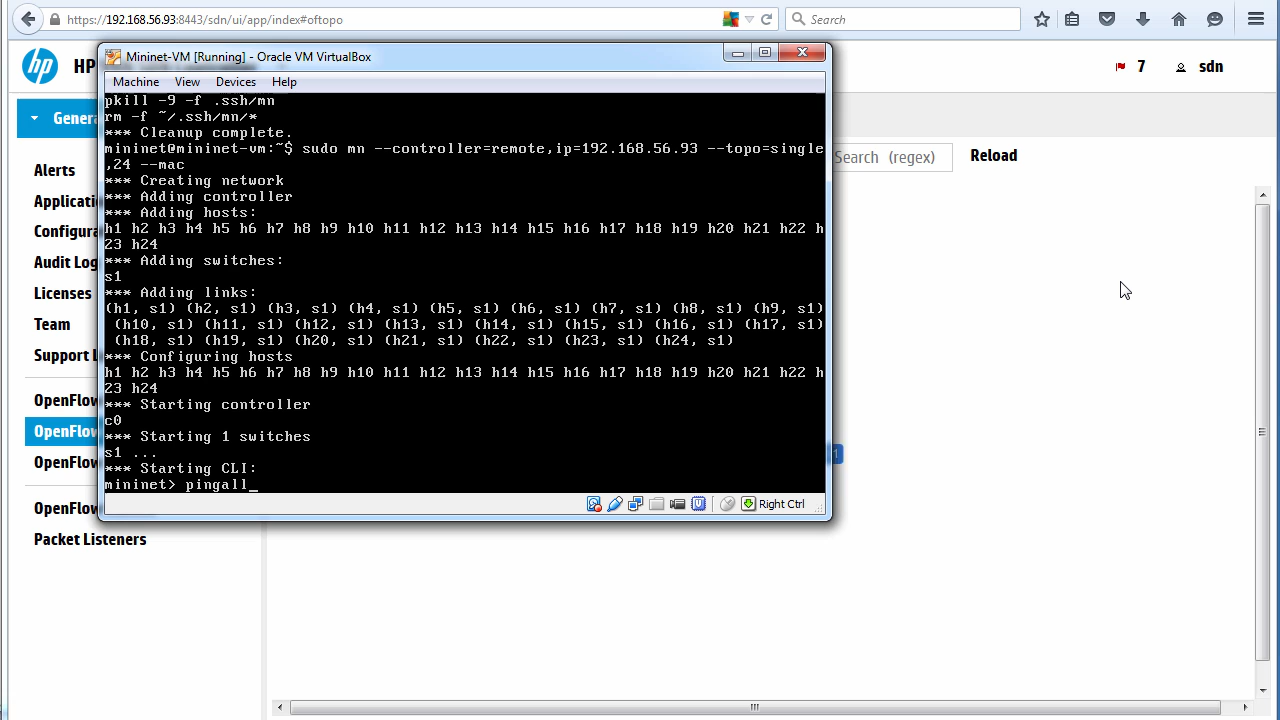 https://192.168.56.93:8443/sdn/ui/app/index#oftopo
Search
hp
HP
7
sdn
Mininet-VM [Running] - Oracle VM VirtualBox
Machine View Devices Help
Genera
Search (regex)
Reload
Alerts
Applicatio
Configura
Audit Log
Licenses
Team
Support L
OpenFlow
OpenFlow
OpenFlow
OpenFlow
Packet Listeners
pkill -9 -f .ssh/mn
rm -f ~/.ssh/mn/*
*** Cleanup complete.
mininet@mininet-vm:~$ sudo mn --controller=remote,ip=192.168.56.93 --topo=single
,24 --mac
*** Creating network
*** Adding controller
*** Adding hosts:
h1 h2 h3 h4 h5 h6 h7 h8 h9 h10 h11 h12 h13 h14 h15 h16 h17 h18 h19 h20 h21 h22 h
23 h24
*** Adding switches:
s1
*** Adding links:
(h1, s1) (h2, s1) (h3, s1) (h4, s1) (h5, s1) (h6, s1) (h7, s1) (h8, s1) (h9, s1)
(h10, s1) (h11, s1) (h12, s1) (h13, s1) (h14, s1) (h15, s1) (h16, s1) (h17, s1)
(h18, s1) (h19, s1) (h20, s1) (h21, s1) (h22, s1) (h23, s1) (h24, s1)
*** Configuring hosts
h1 h2 h3 h4 h5 h6 h7 h8 h9 h10 h11 h12 h13 h14 h15 h16 h17 h18 h19 h20 h21 h22 h
23 h24
*** Starting controller
c0
*** Starting 1 switches
s1 ...
*** Starting CLI:
mininet> pingall_
Right Ctrl
1